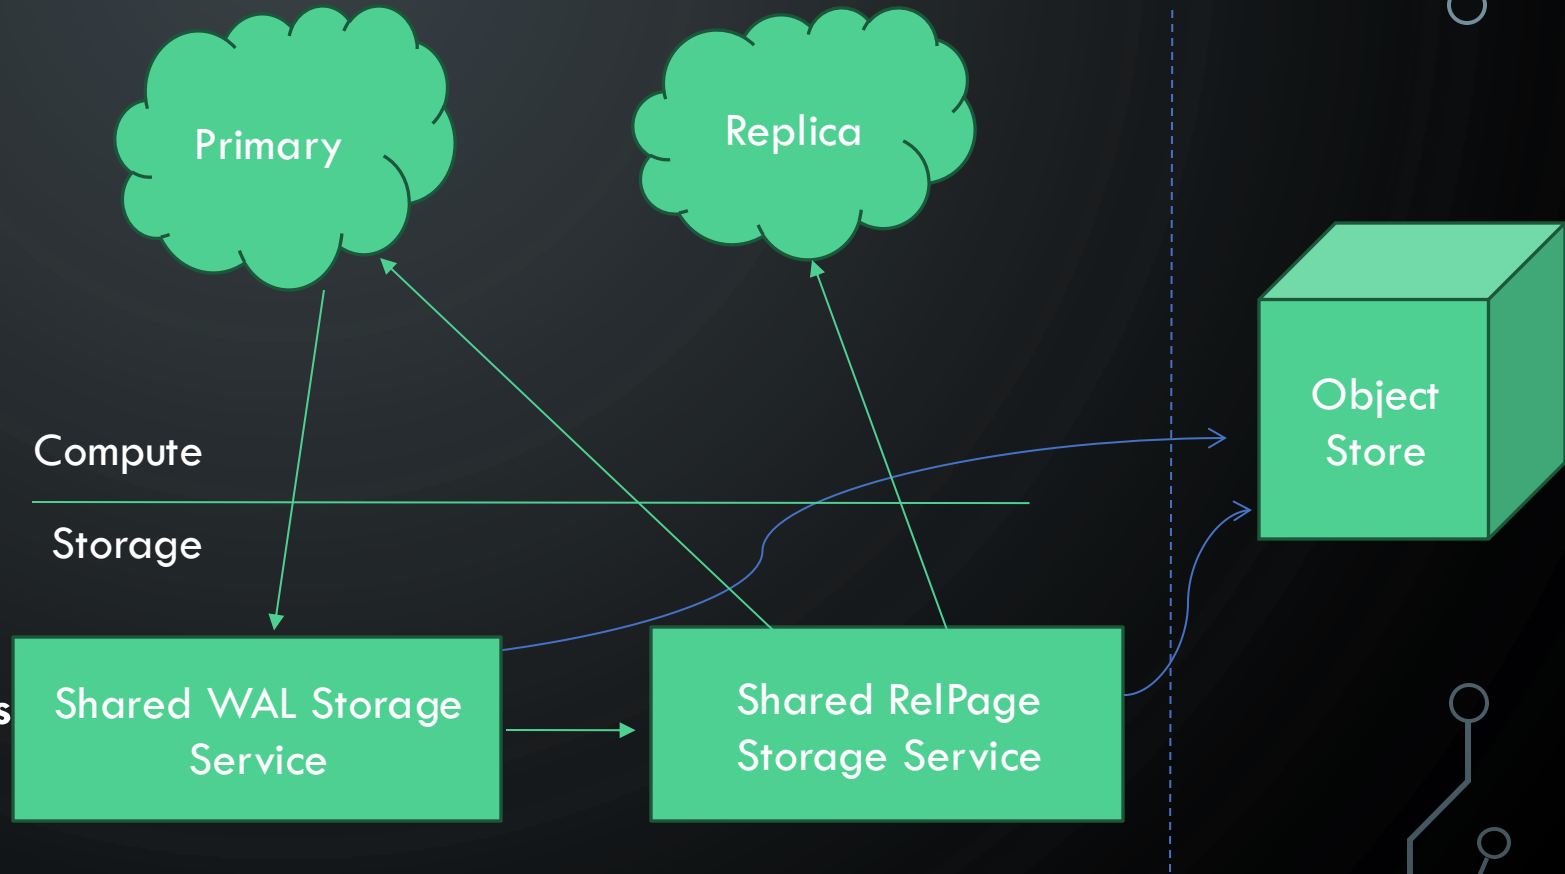 Primary
Replica
Object
Store
Compute
Storage
s
Shared WAL Storage
Service
Shared RelPage
Storage Service